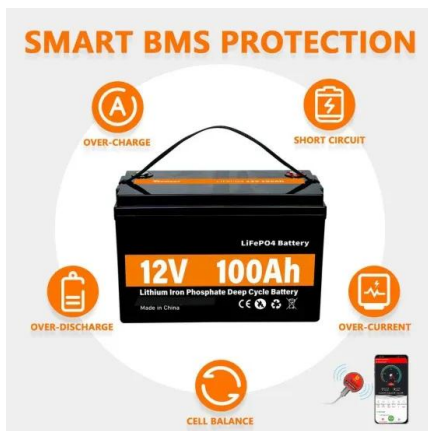 SMART BMS PROTECTION
A
OVER-CHARGE
SHORT CIRCUIT
LiFePO4 Battery
12V 100Ah
Lithium Iron Phosphate Deep Cycle Battery
Made in China
CE
OVER-DISCHARGE
OVER-CURRENT
CELL BALANCE